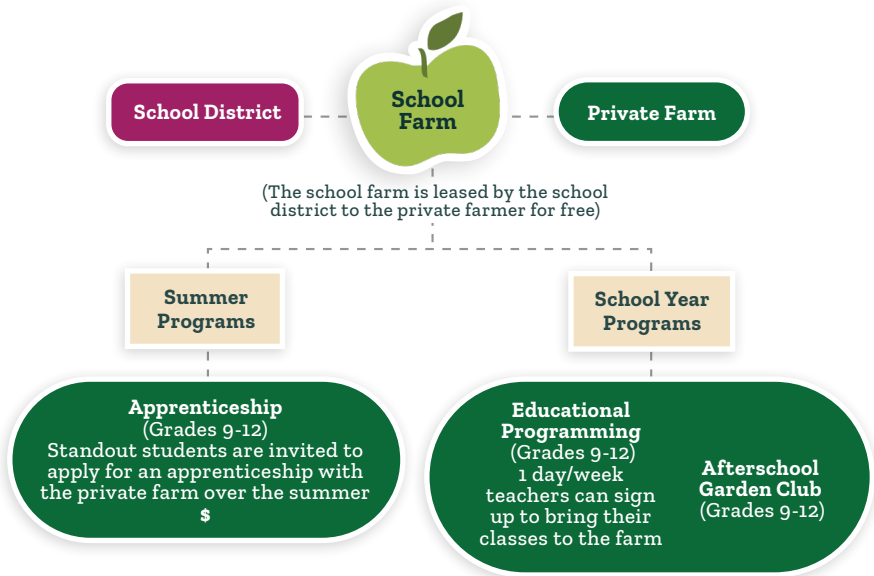 School District
School
Farm
Private Farm
(The school farm is leased by the school
district to the private farmer for free)
Summer
Programs
School Year
Programs
Apprenticeship
(Grades 9-12)
Standout students are invited to
apply for an apprenticeship with
the private farm over the summer
$
Educational
Programming
(Grades 9-12)
1 day/week
teachers can sign
up to bring their
classes to the farm
Afterschool
Garden Club
(Grades 9-12)